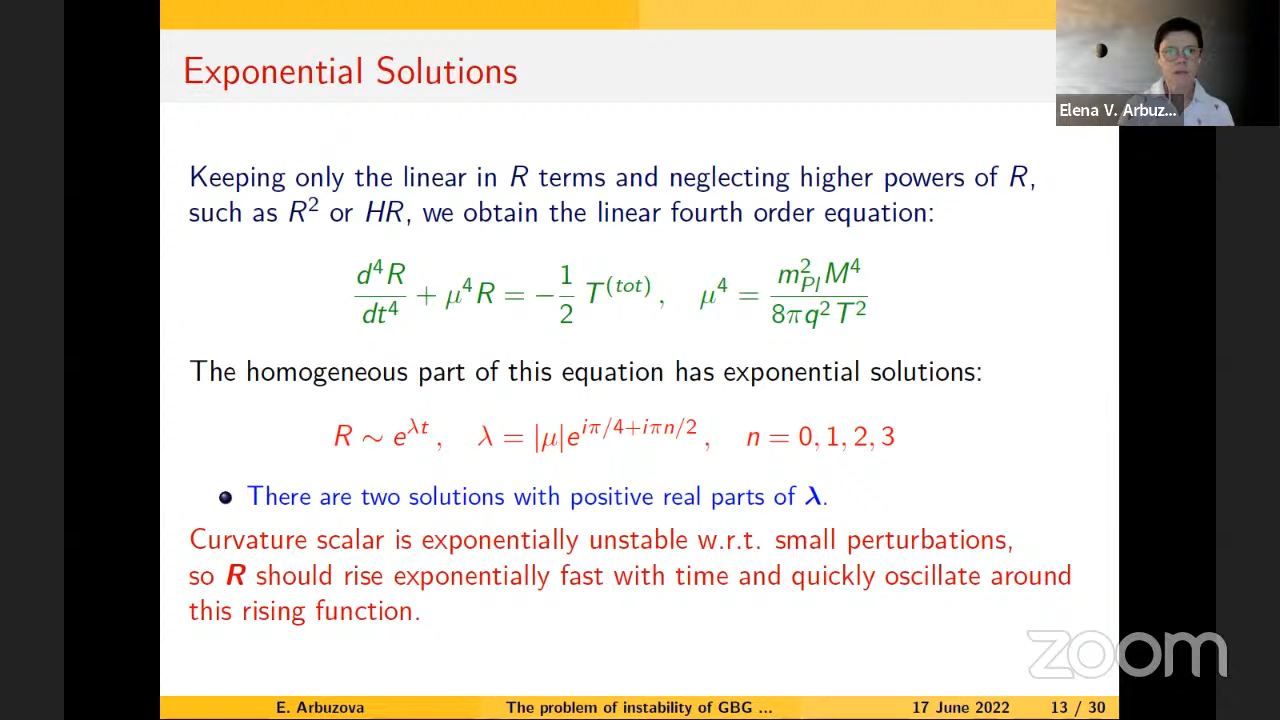 Exponential Solutions
Elena V. Arbuz...
Keeping only the linear in R terms and neglecting higher powers of R,
such as R² or HR, we obtain the linear fourth order equation:
d⁴R/dt⁴ + μ⁴R = −1/2 T^(tot) , μ⁴ = m²_Pl M⁴ / 8πq²T²
The homogeneous part of this equation has exponential solutions:
R ∼ e^λt , λ = |μ|e^iπ/4+iπn/2 , n = 0, 1, 2, 3
There are two solutions with positive real parts of λ.
Curvature scalar is exponentially unstable w.r.t. small perturbations,
so R should rise exponentially fast with time and quickly oscillate around
this rising function.
zoom
E. Arbuzova The problem of instability of GBG ... 17 June 2022 13 / 30